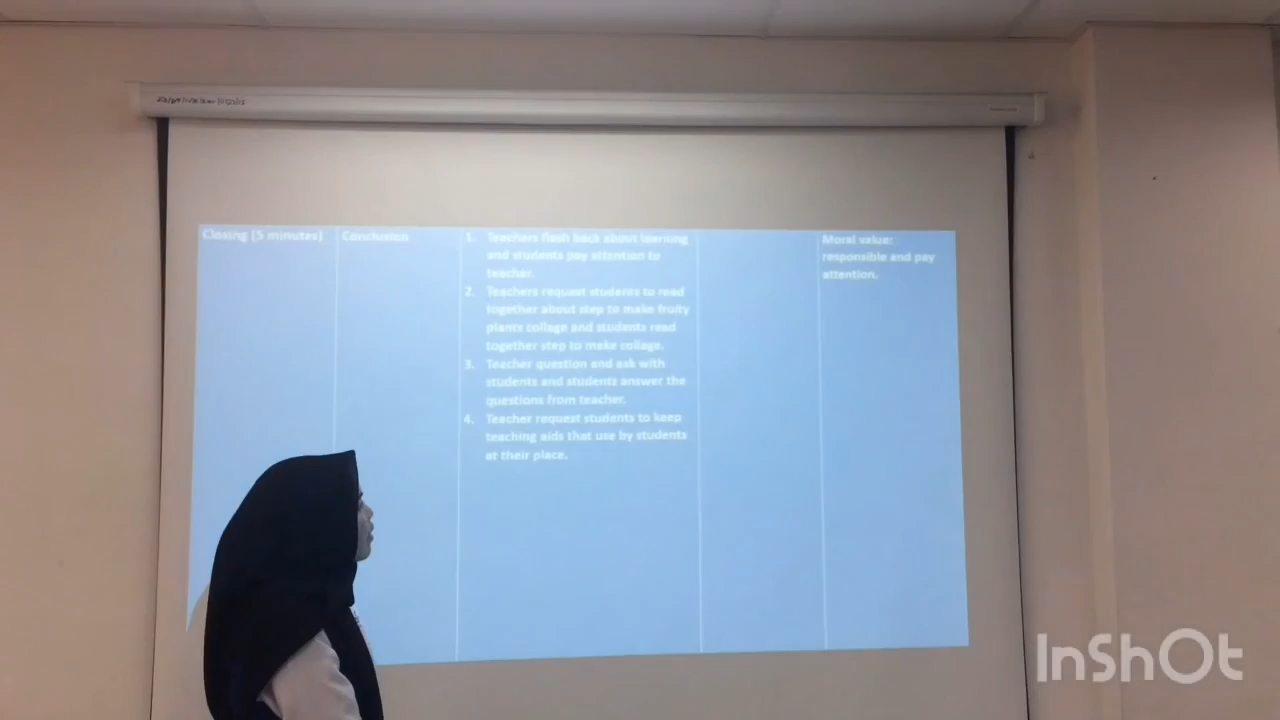 Closing (5 minutes)
Conclusion
1. Teachers flash back about learning
and students pay attention to
teacher.
2. Teachers request students to read
together about step to make fruity
plants collage and students read
together step to make collage.
3. Teacher question and ask with
students and students answer the
questions from teacher.
4. Teacher request students to keep
teaching aids that use by students
at their place.
Moral value:
responsible and pay
attention.
InShOt